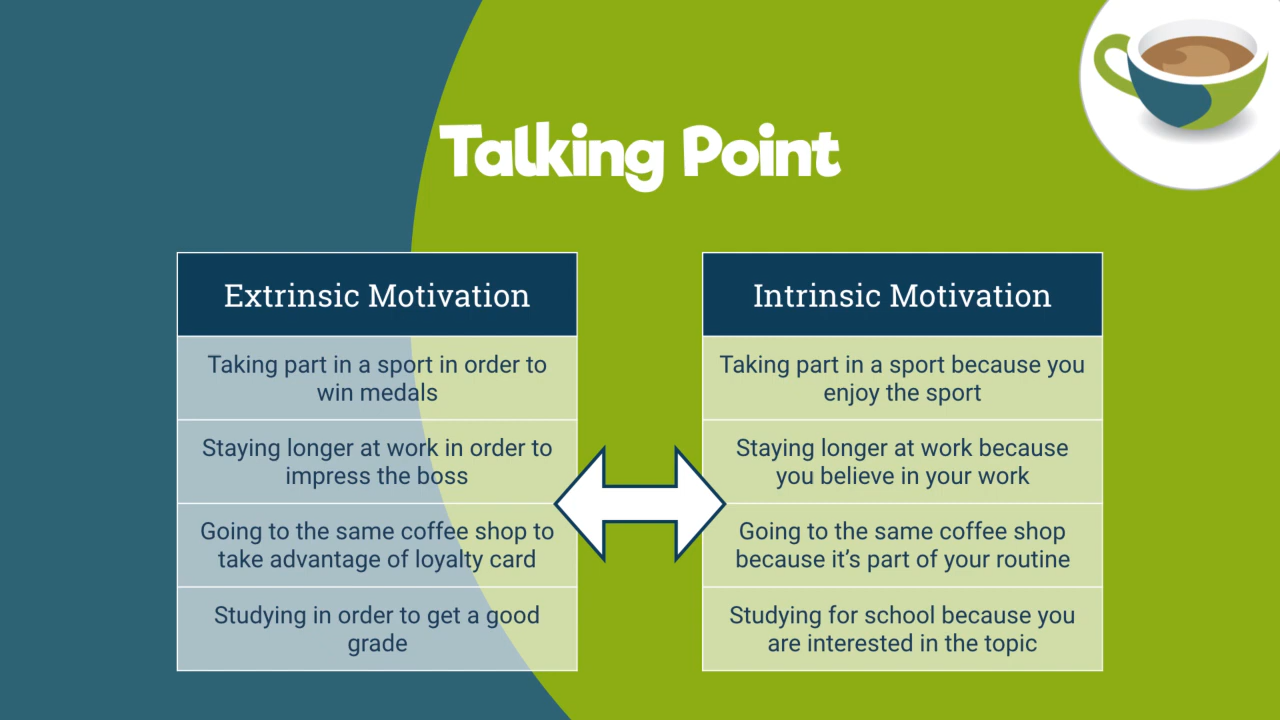 Talking Point
Extrinsic Motivation
Taking part in a sport in order to
win medals
Staying longer at work in order to
impress the boss
Going to the same coffee shop to
take advantage of loyalty card
Studying in order to get a good
grade
Intrinsic Motivation
Taking part in a sport because you
enjoy the sport
Staying longer at work because
you believe in your work
Going to the same coffee shop
because it’s part of your routine
Studying for school because you
are interested in the topic